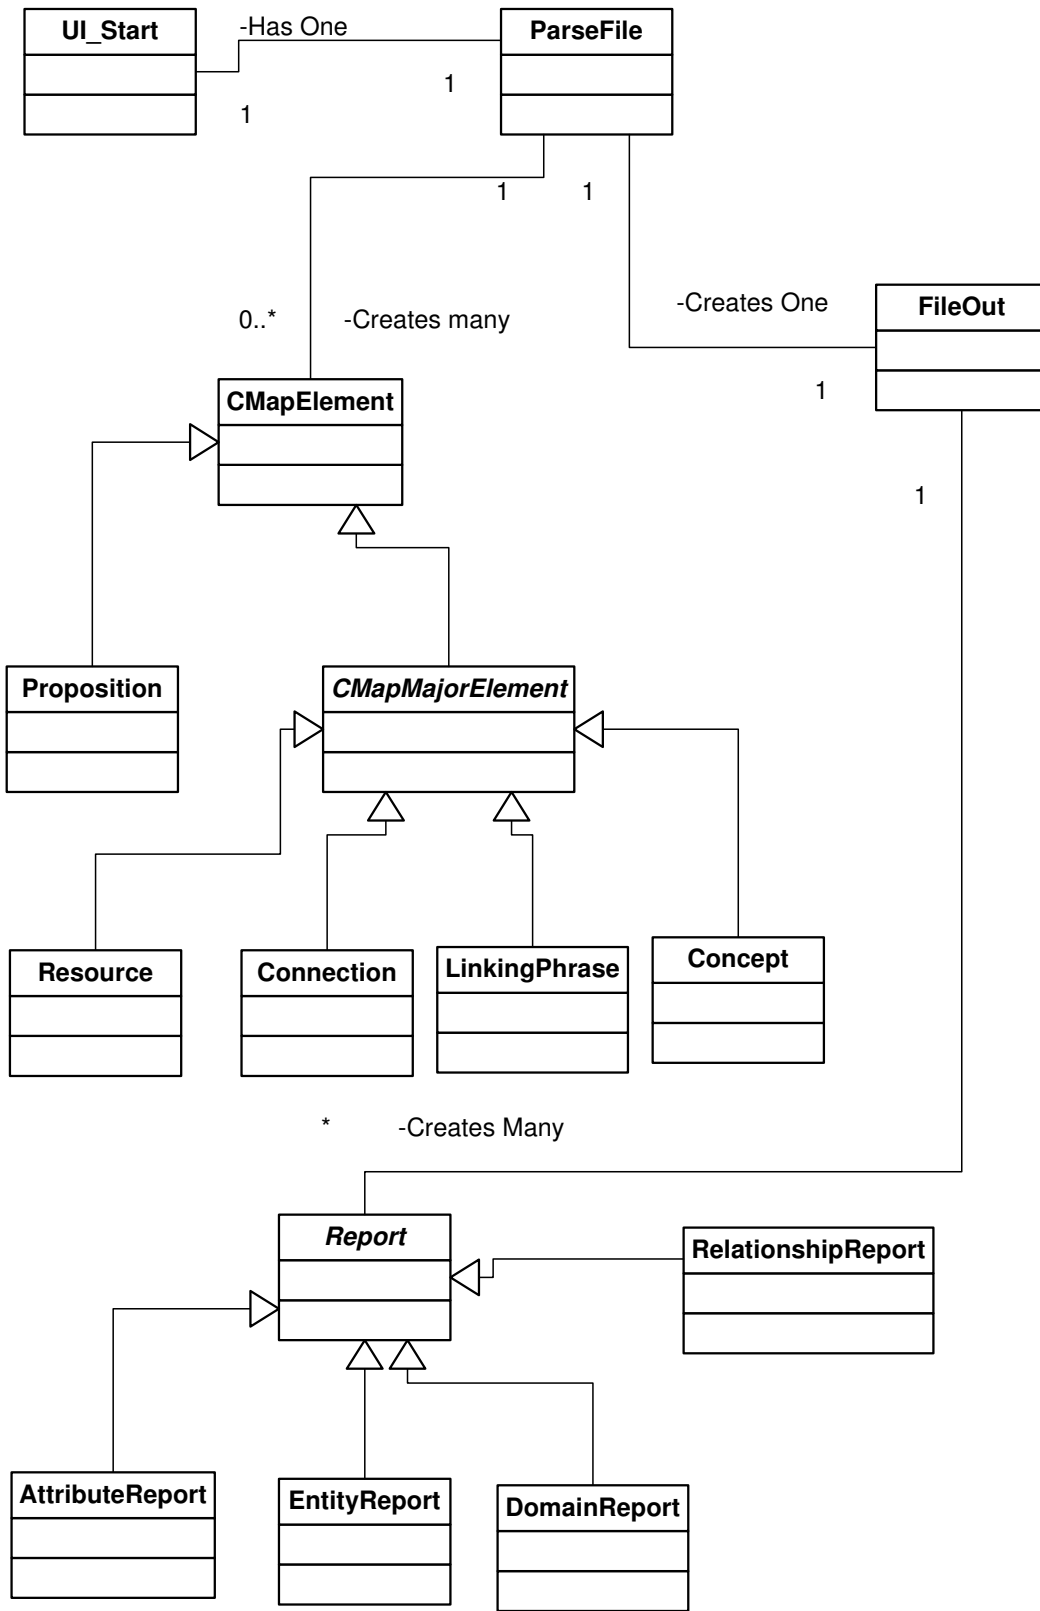 UI_Start
-Has One
ParseFile
1
1
1
1
0..*
-Creates many
-Creates One
FileOut
1
CMapElement
1
Proposition
CMapMajorElement
Resource
Connection
LinkingPhrase
Concept
*
-Creates Many
Report
RelationshipReport
AttributeReport
EntityReport
DomainReport